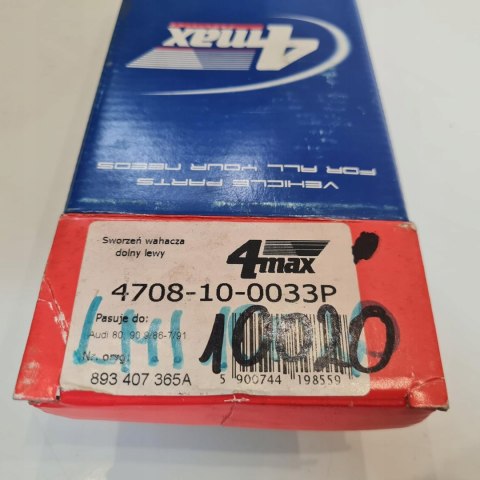 4max
VEHICLE PARTS
FOR ALL YOUR NEEDS
Sworzeń wahacza
dolny lewy
4max
4708-10-0033P
Pasuje do:
Audi 80, 90 9/86-7/91
893 407 365A
5 900744 198559
10020